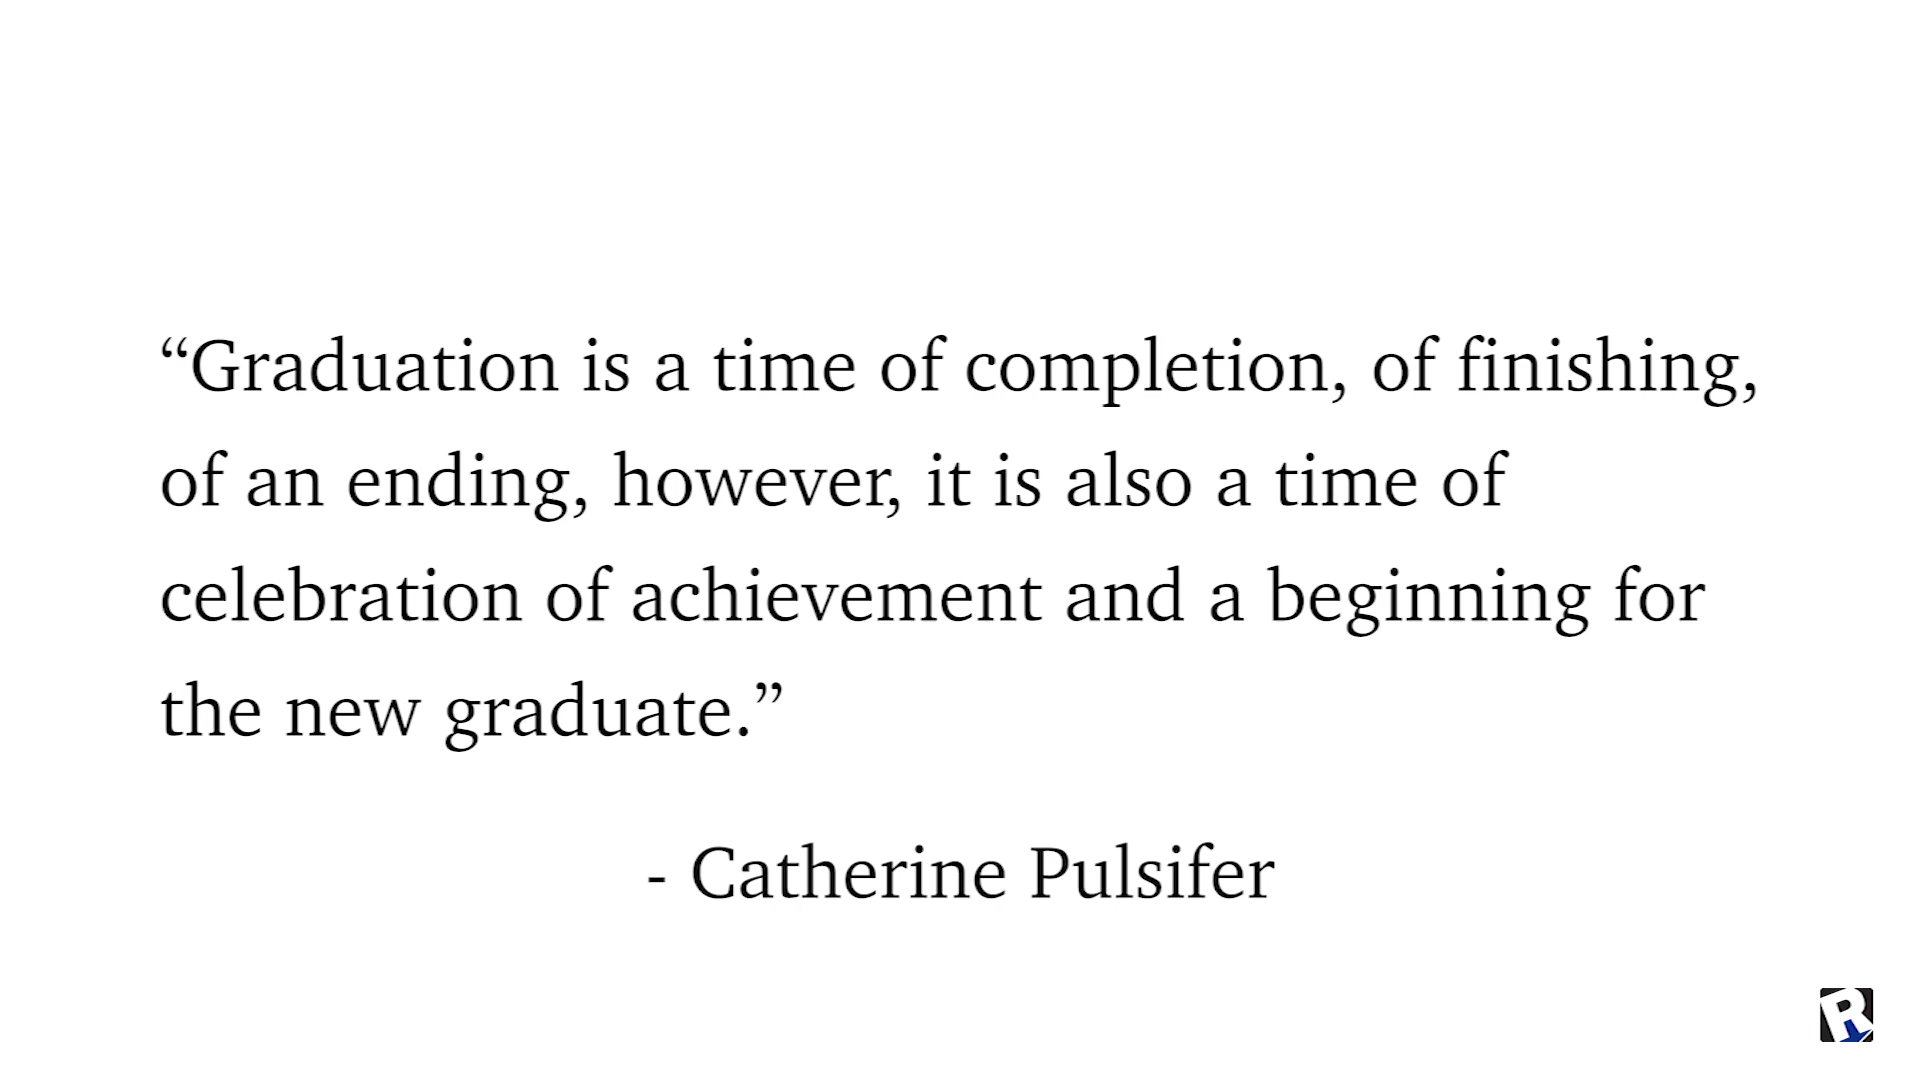 “Graduation is a time of completion, of finishing,
of an ending, however, it is also a time of
celebration of achievement and a beginning for
the new graduate.”
- Catherine Pulsifer
R